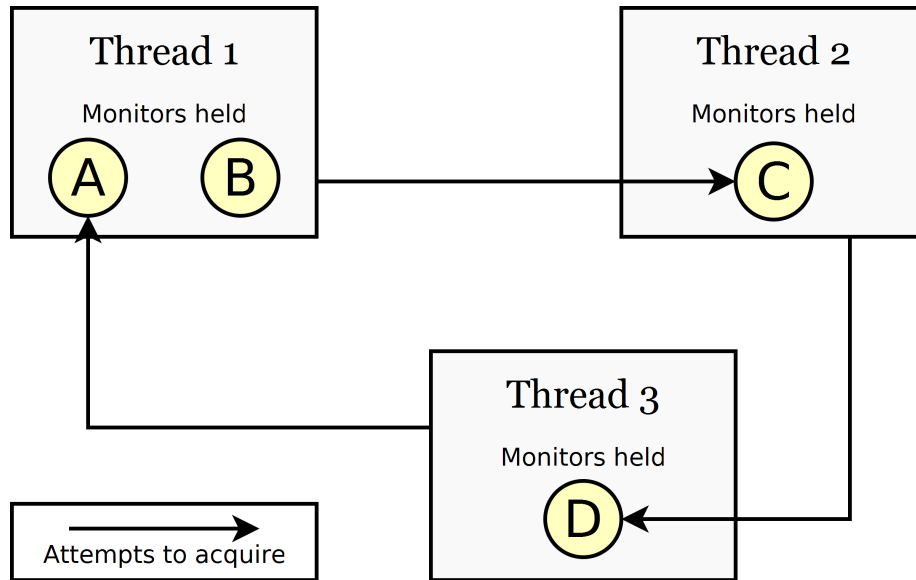 Thread 1
Monitors held
A B
Thread 2
Monitors held
C
Thread 3
Monitors held
D
Attempts to acquire